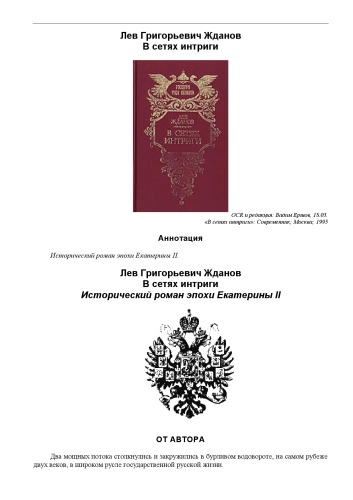 Лев Григорьевич Жданов
В сетях интриги
ЛЕВ
ЖДАНОВ
В СЕТЯХ
ИНТРИГИ
OCR и редакция: Вадим Ершов, 18.05.
«В сетях интриги»: Современник; Москва; 1995
Аннотация
Исторический роман эпохи Екатерины II.
Лев Григорьевич Жданов
В сетях интриги
Исторический роман эпохи Екатерины II
ОТ АВТОРА
Два мощных потока столкнулись и закружились в бурливом водовороте, на самом рубеже
двух веков, в широком русле государственной русской жизни.